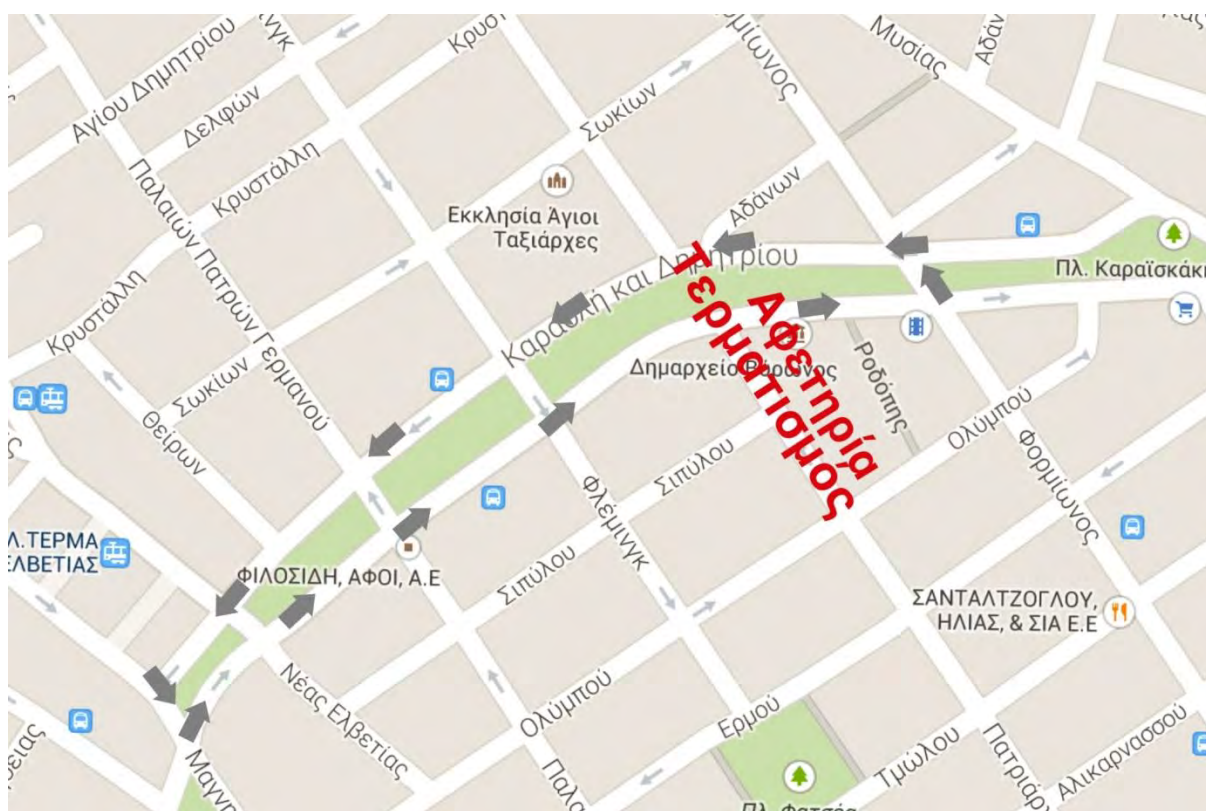 Αγίου Δημητρίου
Δελφών
Κρυστάλλη
Παλαιών Πατρών Γερμανού
Σωκίων
Μυσίας
Αδάνων
Εκκλησία Άγιοι
Ταξιάρχες
Καραολή και Δημητρίου
Πλ. Καραϊσκάκη
Τερματισμός
Αφετηρία
Δημαρχείο Βύρωνος
Ροδόπης
Κρυστάλλη
Σωκίων
Θείρων
Φλέμινγκ
Σιπύλου
Ολύμπου
Φορμίωνος
ΦΙΛΟΣΙΔΗ, ΑΦΟΙ, Α.Ε
Σιπύλου
ΣΑΝΤΑΛΤΖΟΓΛΟΥ,
ΗΛΙΑΣ, & ΣΙΑ Ε.Ε
Νέας Ελβετίας
Ολύμπου
Ερμού
Τμώλου
Αλικαρνασσού